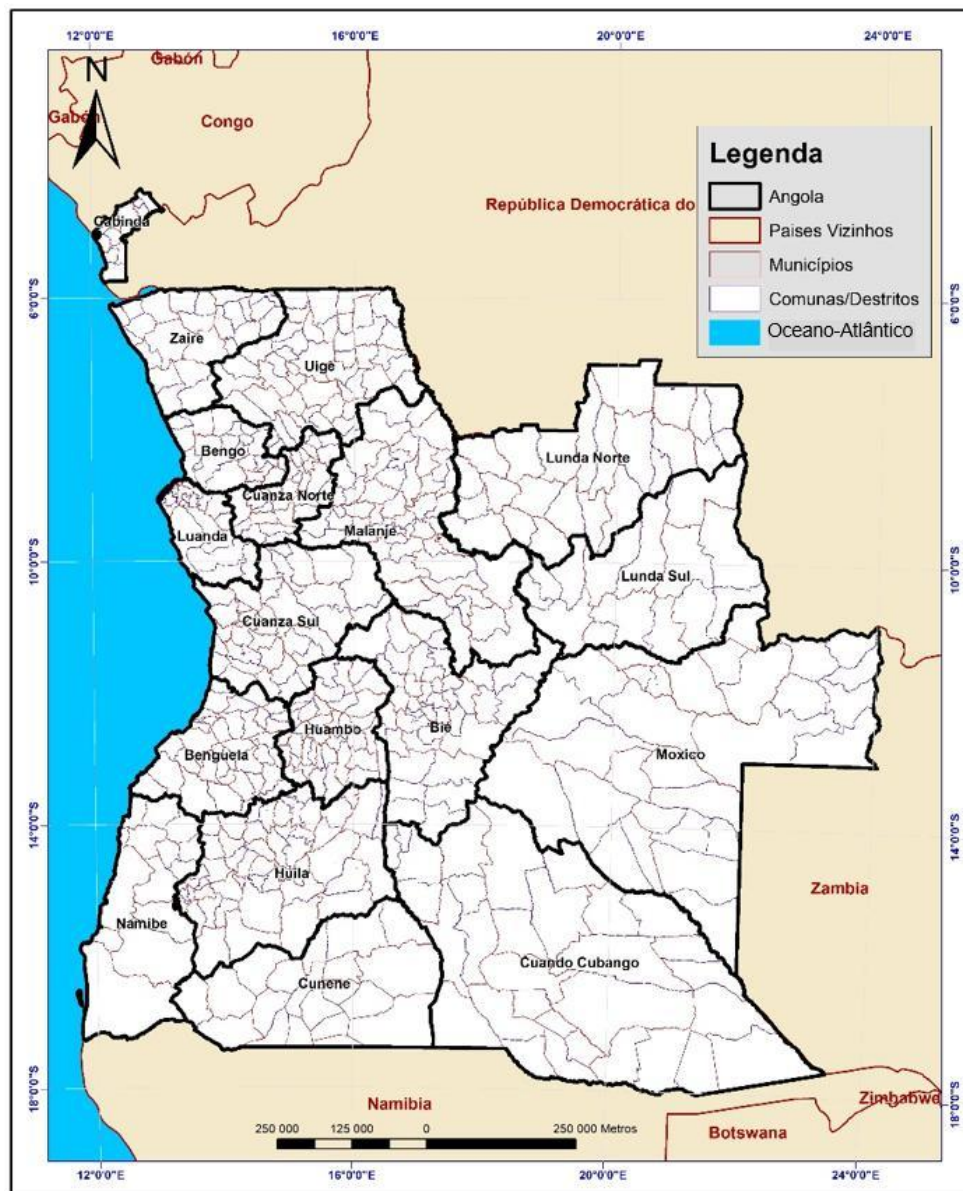 12°0'0"E 16°0'0"E 20°0'0"E 24°0'0"E
Gabón
N
Gabón
Congo
Legenda
Angola
Paises Vizinhos
Municípios
Comunas/Destritos
Oceano-Atlântico
República Democrática do
Cabinda
6°0'0"S 6°0'0"S
Zaire
Uige
Bengo
Lunda Norte
Cuanza Norte
Luanda
Malanje
10°0'0"S 10°0'0"S
Lunda Sul
Cuanza Sul
Huambo
Bié
Benguela
Moxico
14°0'0"S 14°0'0"S
Huíla
Zambia
Namibe
Cuando Cubango
Cunene
18°0'0"S 18°0'0"S
Namibia
Zimbabwe
Botswana
250 000 125 000 0 250 000 Metros
12°0'0"E 16°0'0"E 20°0'0"E 24°0'0"E